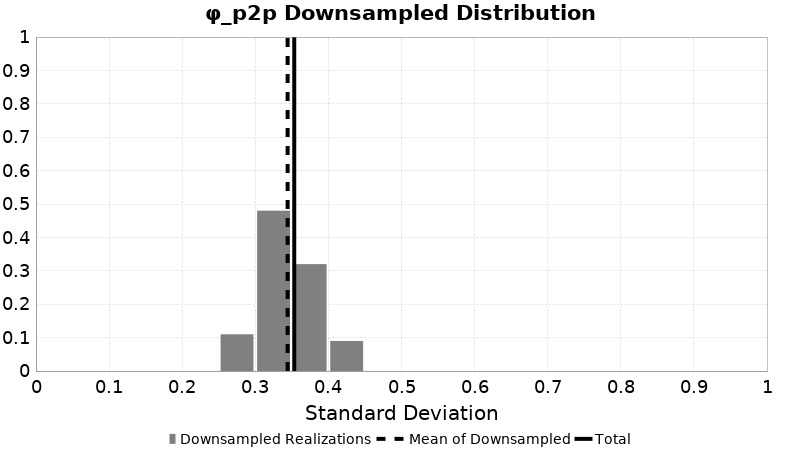 φ_p2p Downsampled Distribution
1
0.9
0.8
0.7
0.6
0.5
0.4
0.3
0.2
0.1
0
0 0.1 0.2 0.3 0.4 0.5 0.6 0.7 0.8 0.9 1
Standard Deviation
Downsampled Realizations Mean of Downsampled Total